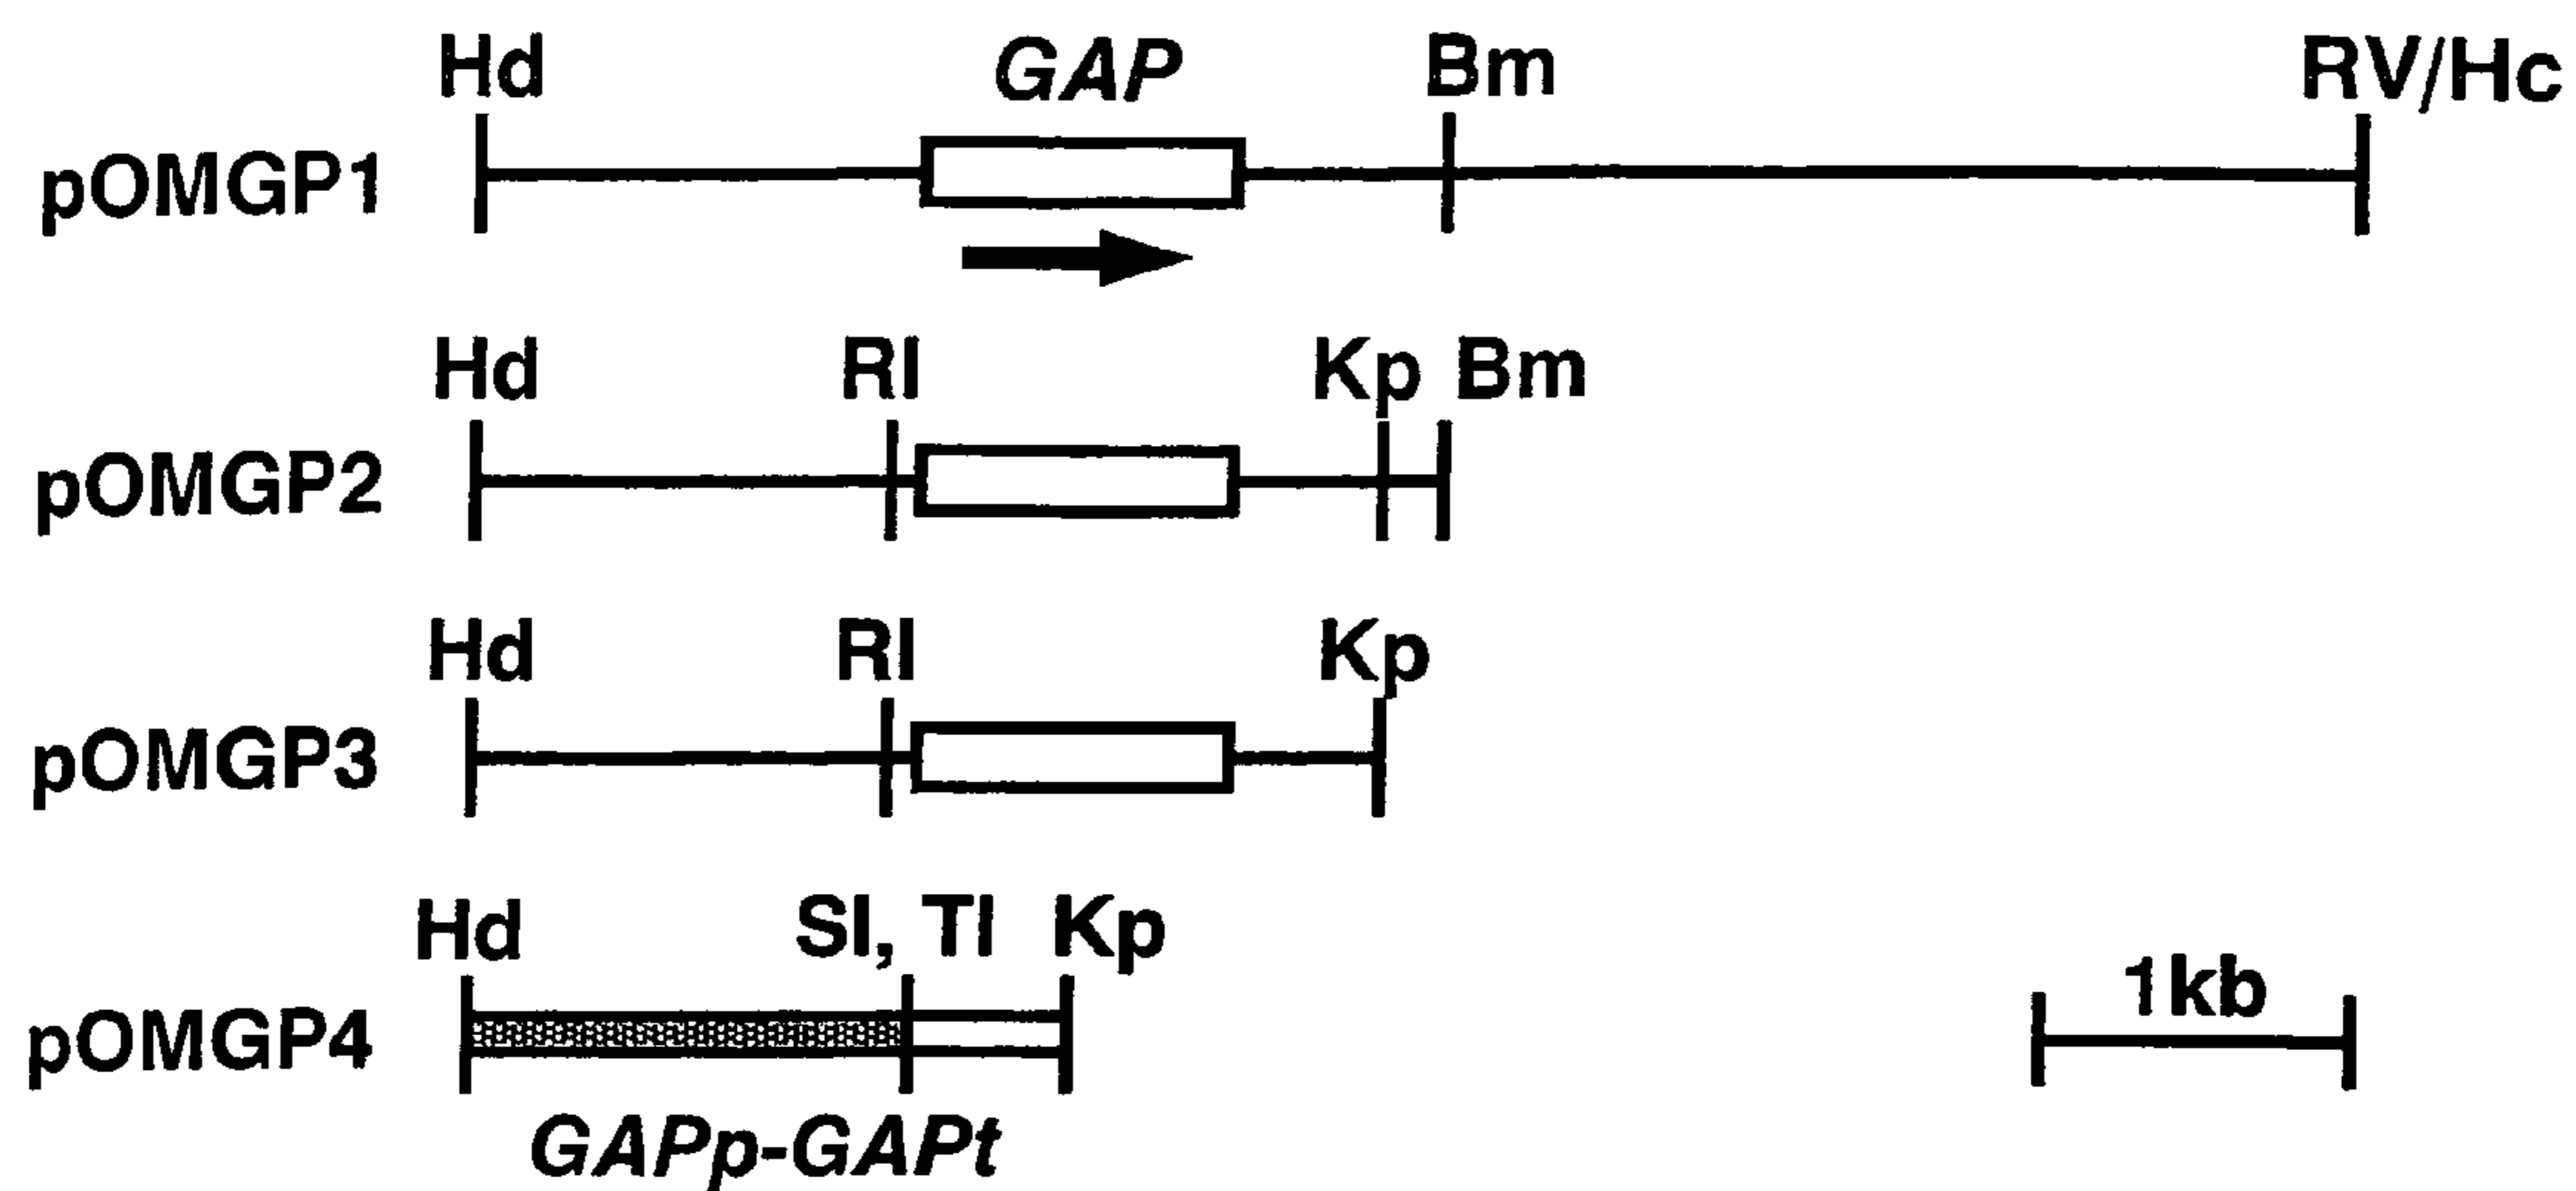 Hd GAP Bm RV/Hc
pOMGP1
Hd RI Kp Bm
pOMGP2
Hd RI Kp
pOMGP3
Hd SI, TI Kp
pOMGP4
1kb
GAPp-GAPt